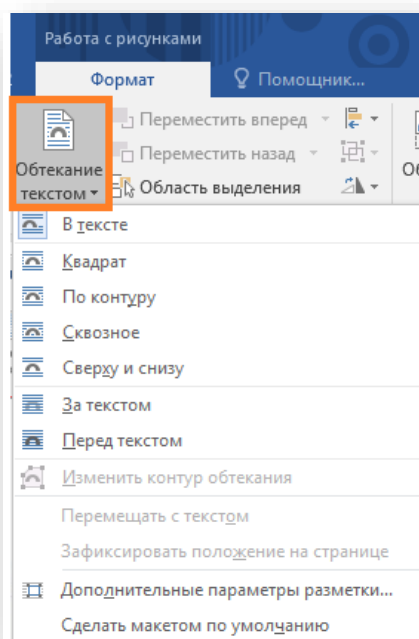 Работа с рисунками
Формат
Помощник...
Обтекание
текстом
Переместить вперед
Переместить назад
Область выделения
В тексте
Квадрат
По контуру
Сквозное
Сверху и снизу
За текстом
Перед текстом
Изменить контур обтекания
Перемещать с текстом
Зафиксировать положение на странице
Дополнительные параметры разметки...
Сделать макетом по умолчанию